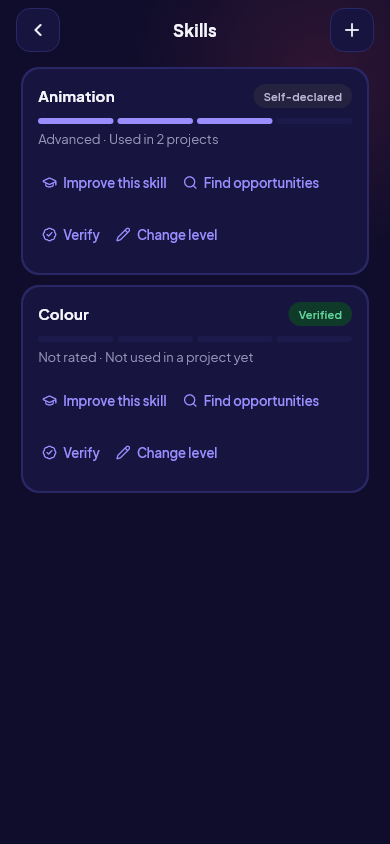 Skills
Animation Self-declared
Advanced · Used in 2 projects
Improve this skill Find opportunities
Verify Change level
Colour Verified
Not rated · Not used in a project yet
Improve this skill Find opportunities
Verify Change level